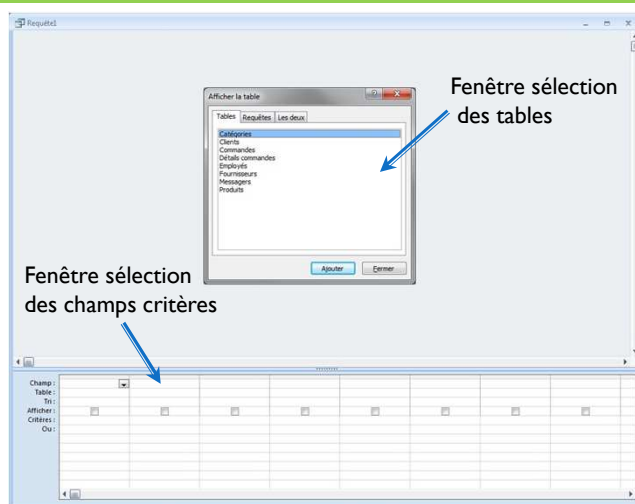 Requête1
Afficher la table
Tables Requêtes Les deux
Catégories
Clients
Commandes
Détails commandes
Employés
Fournisseurs
Messagers
Produits
Ajouter Fermer
Fenêtre sélection
des tables
Fenêtre sélection
des champs critères
Champ :
Table :
Tri :
Afficher :
Critères :
Ou :